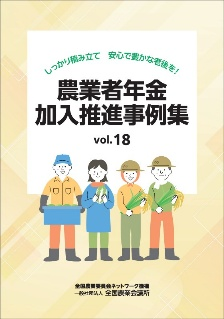 しっかり積み立て 安心で豊かな老後を!
農業者年金
加入推進事例集
vol.18
全国農業委員会ネットワーク機構
一般社団法人 全国農業会議所